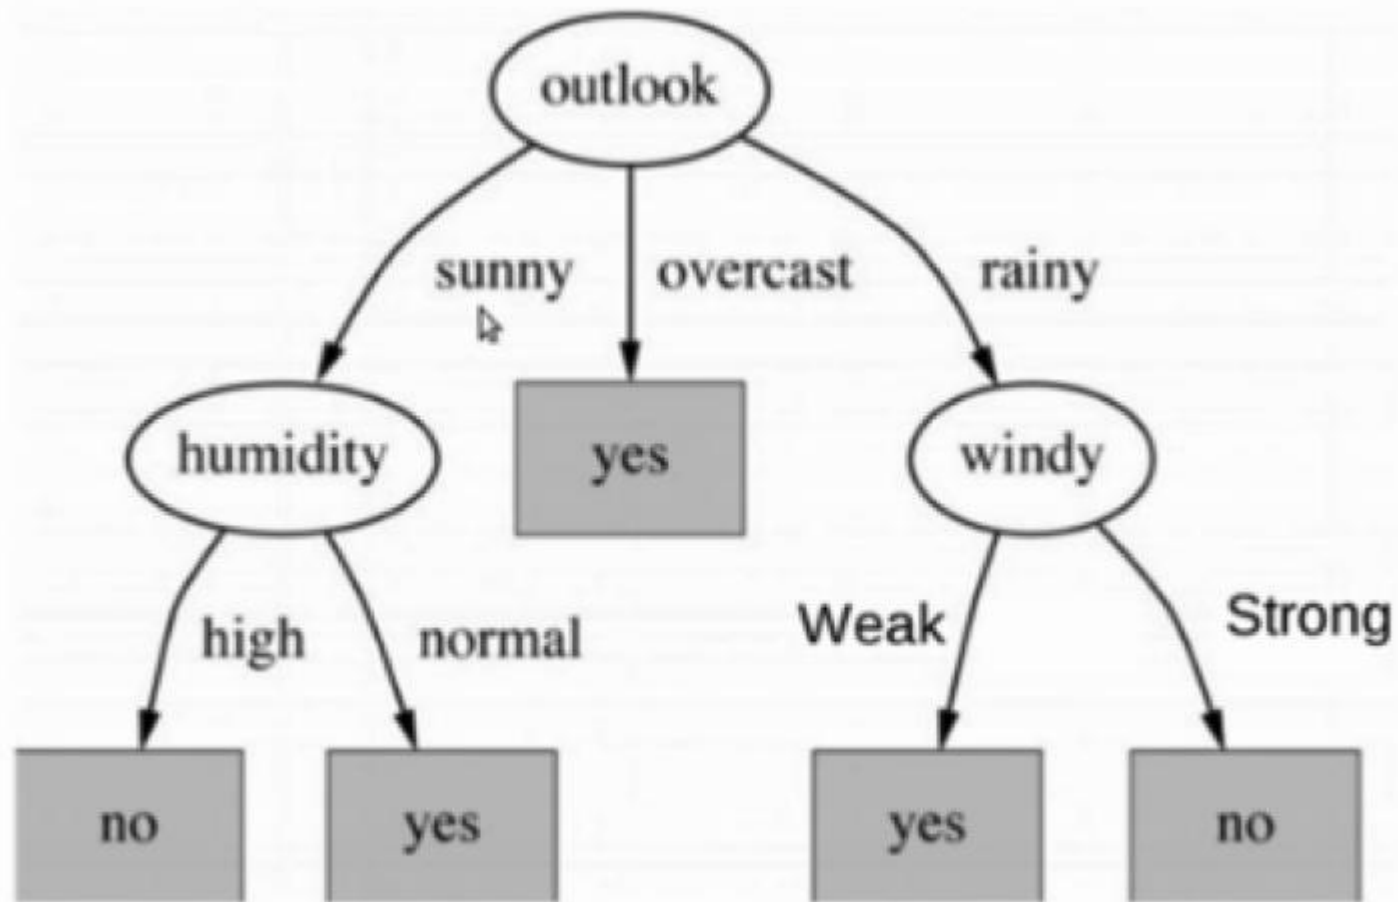 outlook
sunny overcast rainy
humidity yes windy
high normal Weak Strong
no yes yes no